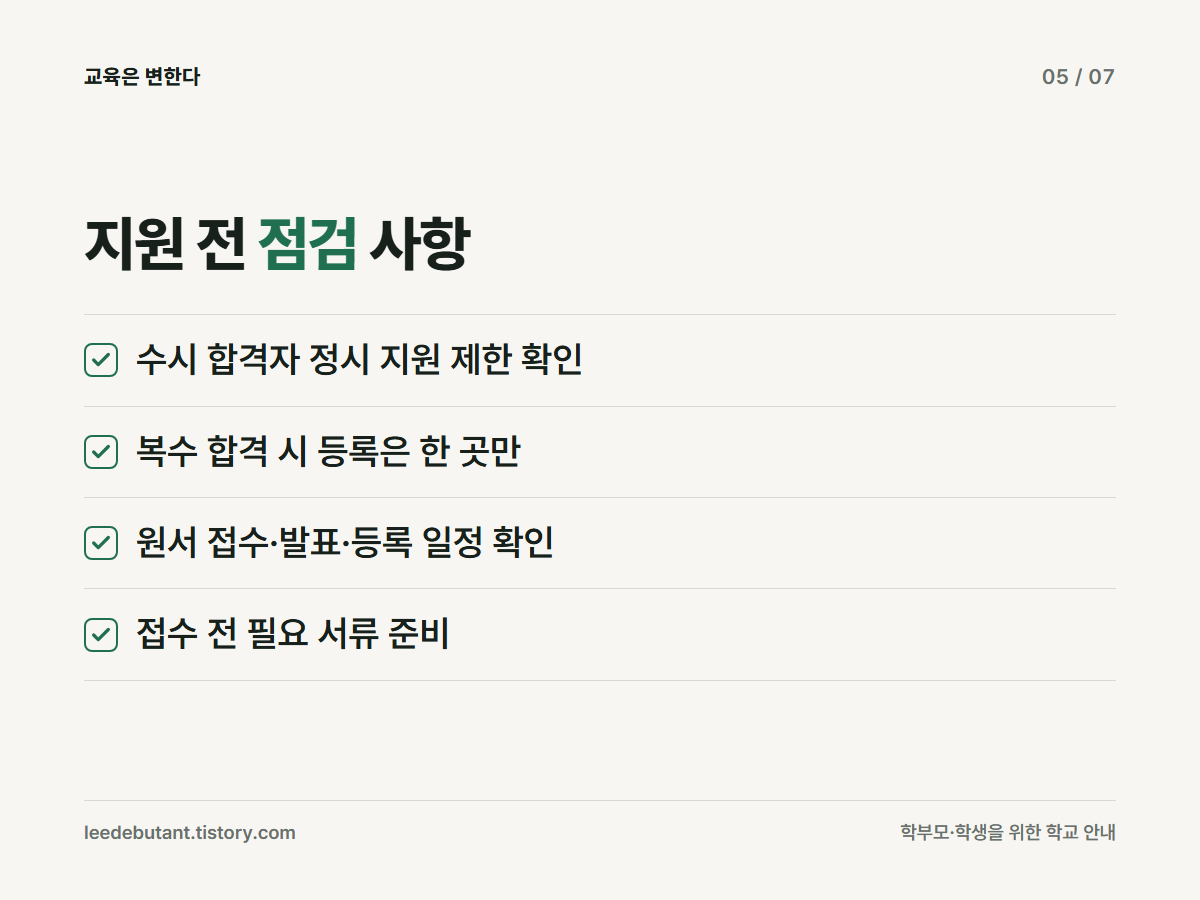 교육은 변한다
05 / 07
지원 전 점검 사항
수시 합격자 정시 지원 제한 확인
복수 합격 시 등록은 한 곳만
원서 접수·발표·등록 일정 확인
접수 전 필요 서류 준비
leedebutant.tistory.com
학부모·학생을 위한 학교 안내